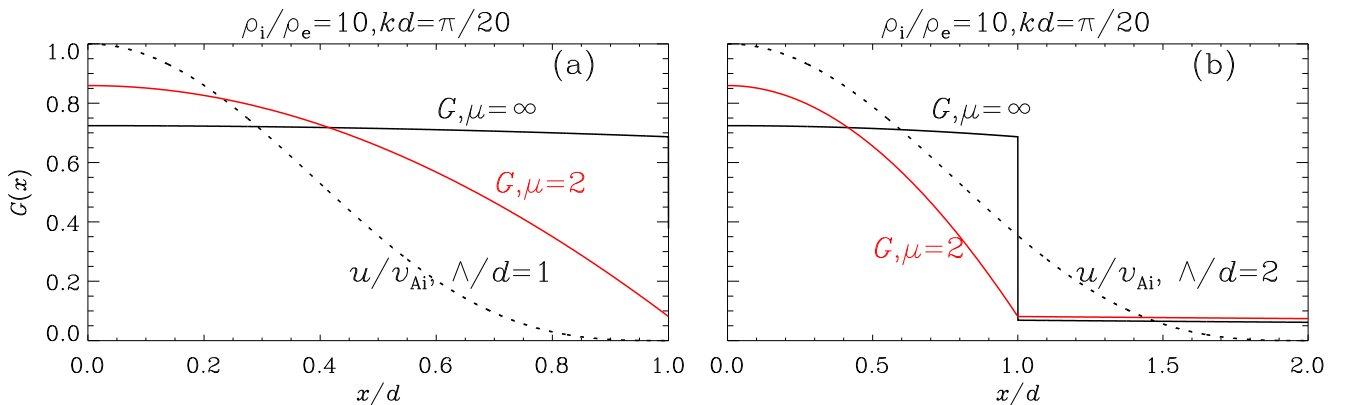 ρi/ρe=10,kd=π/20
(a)
G,μ=∞
G,μ=2
u/vAi, Λ/d=1
G(x)
1.0
0.8
0.6
0.4
0.2
0.0
0.0 0.2 0.4 0.6 0.8 1.0
x/d
ρi/ρe=10,kd=π/20
(b)
G,μ=∞
G,μ=2
u/vAi, Λ/d=2
0.0 0.5 1.0 1.5 2.0
x/d